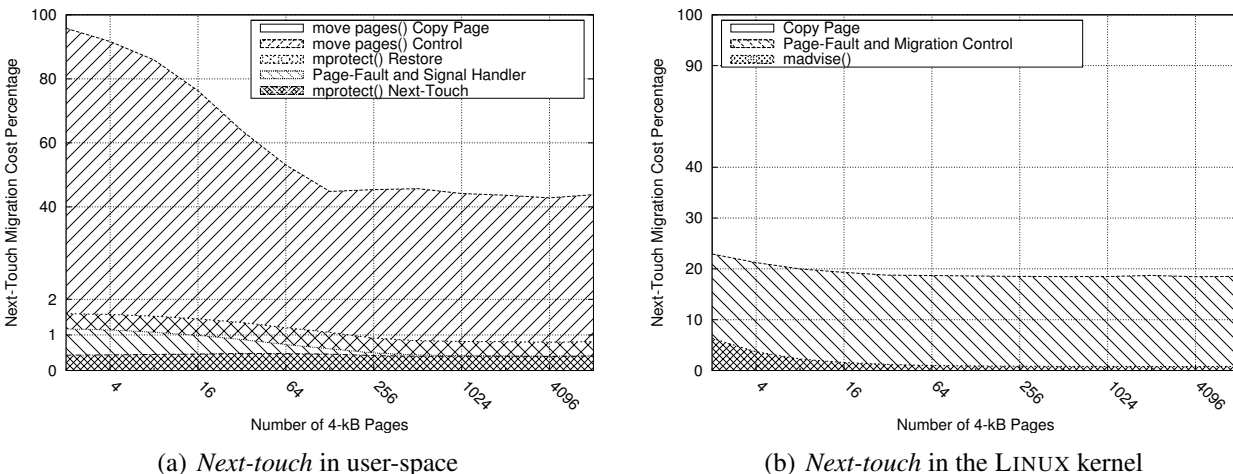 Next-Touch Migration Cost Percentage
100
80
60
40
2
1
0
move pages() Copy Page
move pages() Control
mprotect() Restore
Page-Fault and Signal Handler
mprotect() Next-Touch
4
16
64
256
1024
4096
Number of 4-kB Pages
(a) Next-touch in user-space
Next-Touch Migration Cost Percentage
100
90
40
30
20
10
0
Copy Page
Page-Fault and Migration Control
madvise()
4
16
64
256
1024
4096
Number of 4-kB Pages
(b) Next-touch in the LINUX kernel